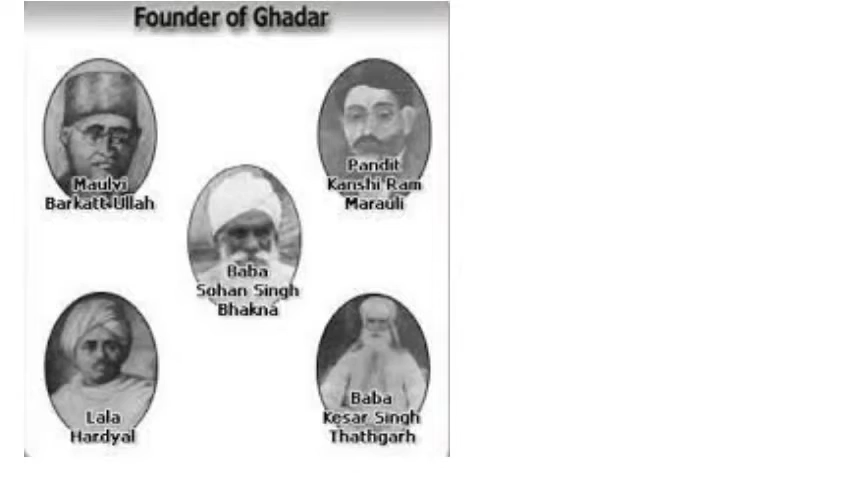 Founder of Ghadar
Maulvi
Barkatt-Ullah
Pandit
Kanshi Ram
Marauli
Baba
Sohan Singh
Bhakna
Lala
Hardyal
Baba
Kesar Singh
Thathgarh